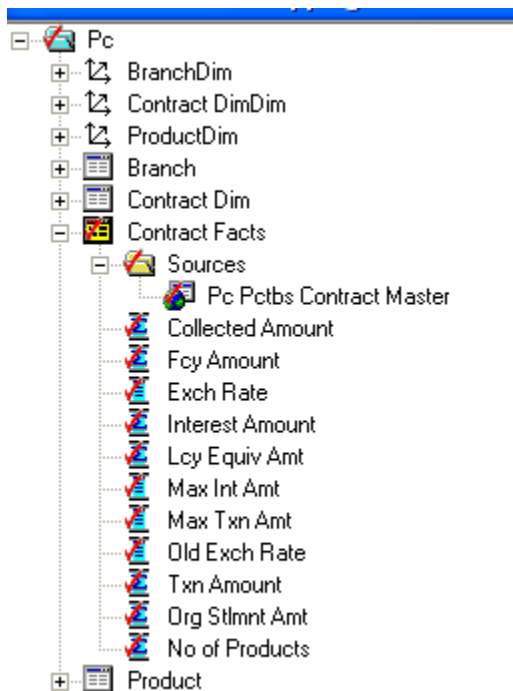 Pc
BranchDim
Contract DimDim
ProductDim
Branch
Contract Dim
Contract Facts
Sources
Pc Pctbs Contract Master
Collected Amount
Fcy Amount
Exch Rate
Interest Amount
Lcy Equiv Amt
Max Int Amt
Max Txn Amt
Old Exch Rate
Txn Amount
Org Stlmnt Amt
No of Products
Product